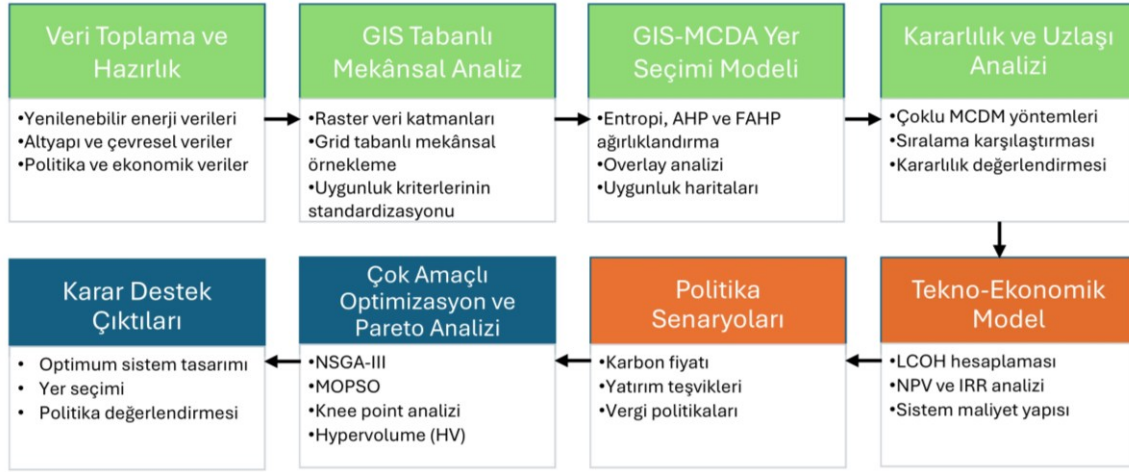 Veri Toplama ve
Hazırlık
•Yenilenebilir enerji verileri
•Altyapı ve çevresel veriler
•Politika ve ekonomik veriler
GIS Tabanlı
Mekânsal Analiz
•Raster veri katmanları
•Grid tabanlı mekânsal
örnekleme
•Uygunluk kriterlerinin
standardizasyonu
GIS-MCDA Yer
Seçimi Modeli
•Entropi, AHP ve FAHP
ağırlıklandırma
•Overlay analizi
•Uygunluk haritaları
Kararlılık ve Uzlaşı
Analizi
•Çoklu MCDM yöntemleri
•Sıralama karşılaştırması
•Kararlılık değerlendirmesi
Tekno-Ekonomik
Model
•LCOH hesaplaması
•NPV ve IRR analizi
•Sistem maliyet yapısı
Politika
Senaryoları
•Karbon fiyatı
•Yatırım teşvikleri
•Vergi politikaları
Çok Amaçlı
Optimizasyon ve
Pareto Analizi
•NSGA-III
•MOPSO
•Knee point analizi
•Hypervolume (HV)
Karar Destek
Çıktıları
• Optimum sistem tasarımı
• Yer seçimi
• Politika değerlendirmesi